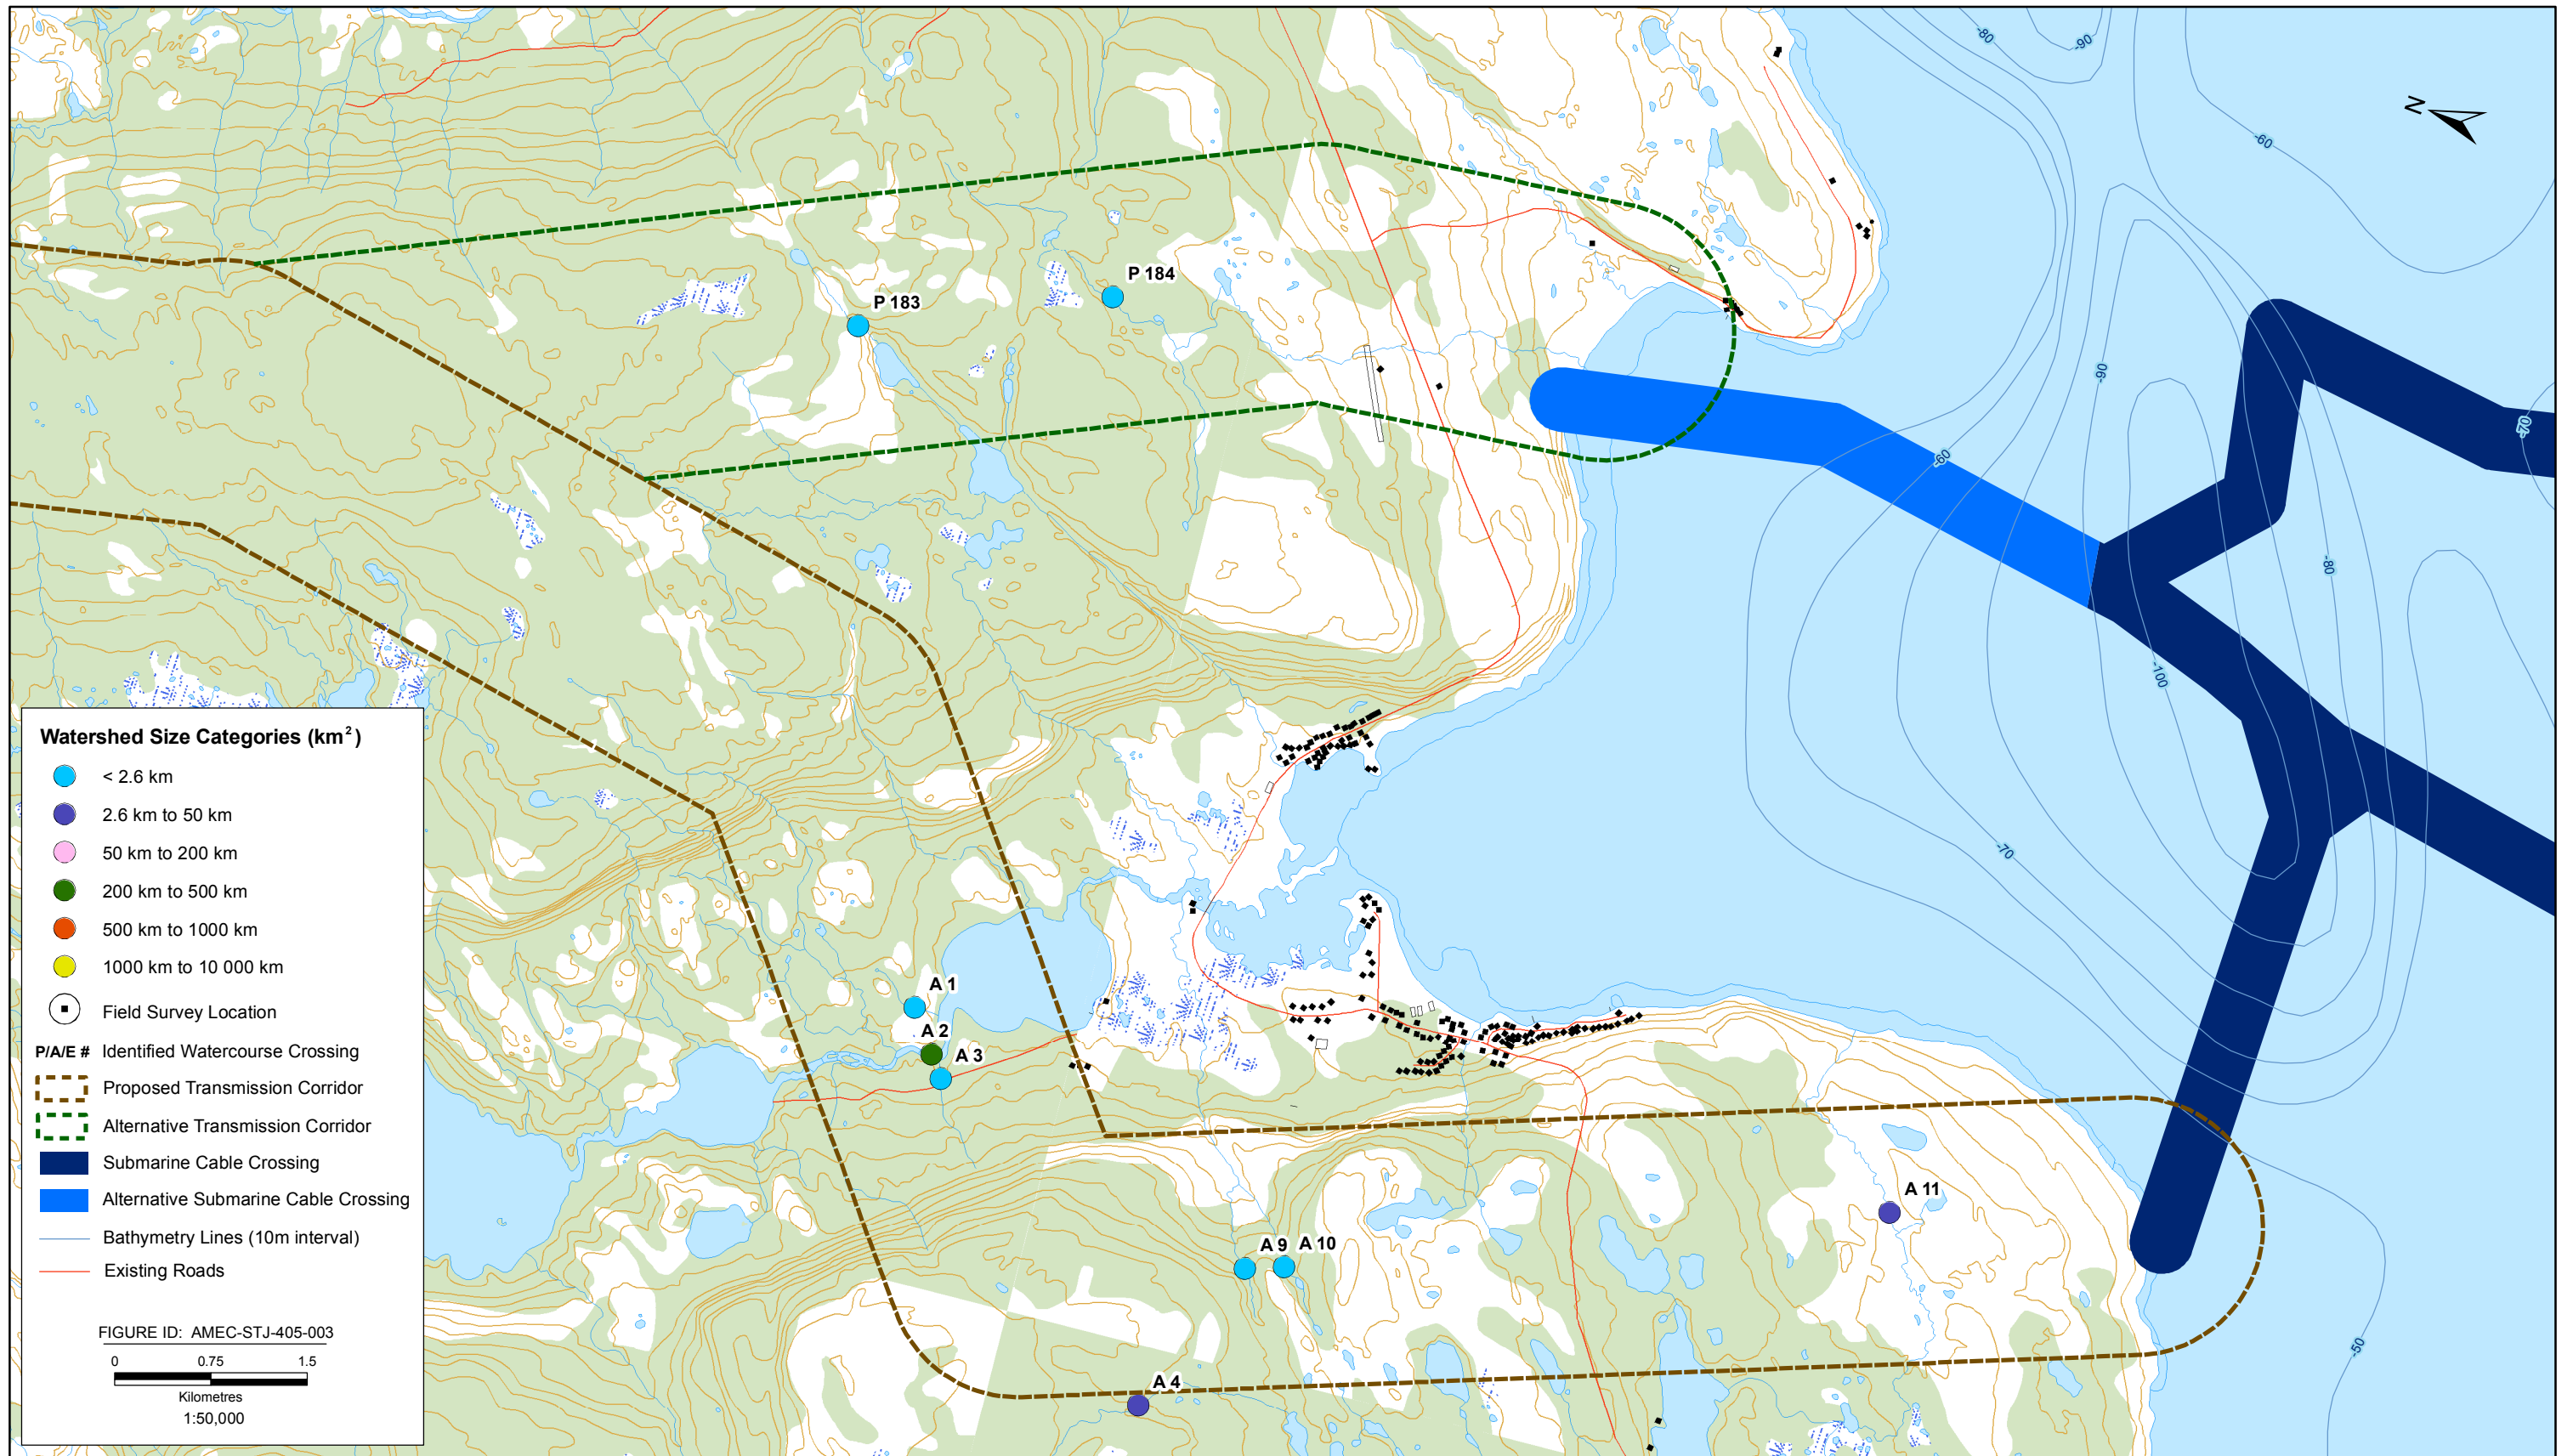 -80
-90
N
-60
P 184
P 183
-90
-70
-60
-80
-100
-70
A 1
A 2
A 3
A 11
A 9
A 10
-50
A 4
Watershed Size Categories (km²)
< 2.6 km
2.6 km to 50 km
50 km to 200 km
200 km to 500 km
500 km to 1000 km
1000 km to 10 000 km
Field Survey Location
P/A/E # Identified Watercourse Crossing
Proposed Transmission Corridor
Alternative Transmission Corridor
Submarine Cable Crossing
Alternative Submarine Cable Crossing
Bathymetry Lines (10m interval)
Existing Roads
FIGURE ID: AMEC-STJ-405-003
0 0.75 1.5
Kilometres
1:50,000